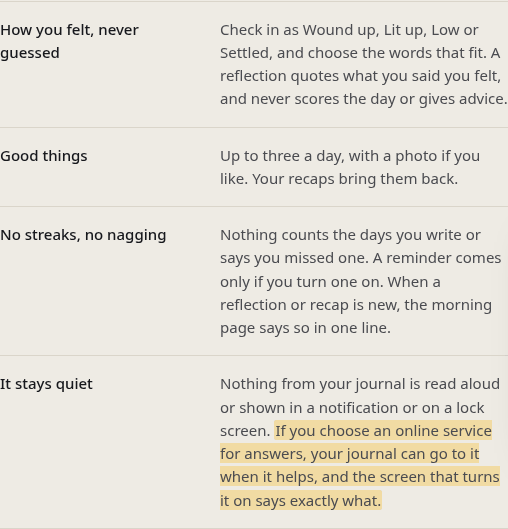 How you felt, never
guessed
Check in as Wound up, Lit up, Low or
Settled, and choose the words that fit. A
reflection quotes what you said you felt,
and never scores the day or gives advice.
Good things
Up to three a day, with a photo if you
like. Your recaps bring them back.
No streaks, no nagging
Nothing counts the days you write or
says you missed one. A reminder comes
only if you turn one on. When a
reflection or recap is new, the morning
page says so in one line.
It stays quiet
Nothing from your journal is read aloud
or shown in a notification or on a lock
screen. If you choose an online service
for answers, your journal can go to it
when it helps, and the screen that turns
it on says exactly what.